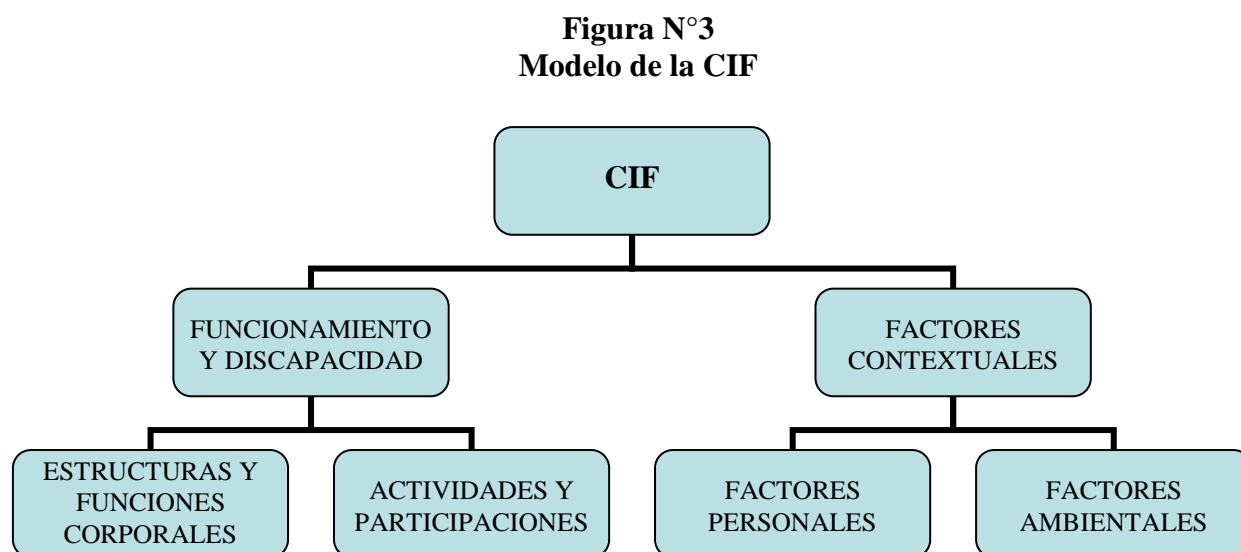 Figura N°3
Modelo de la CIF
CIF
FUNCIONAMIENTO
Y DISCAPACIDAD
FACTORES
CONTEXTUALES
ESTRUCTURAS Y
FUNCIONES
CORPORALES
ACTIVIDADES Y
PARTICIPACIONES
FACTORES
PERSONALES
FACTORES
AMBIENTALES